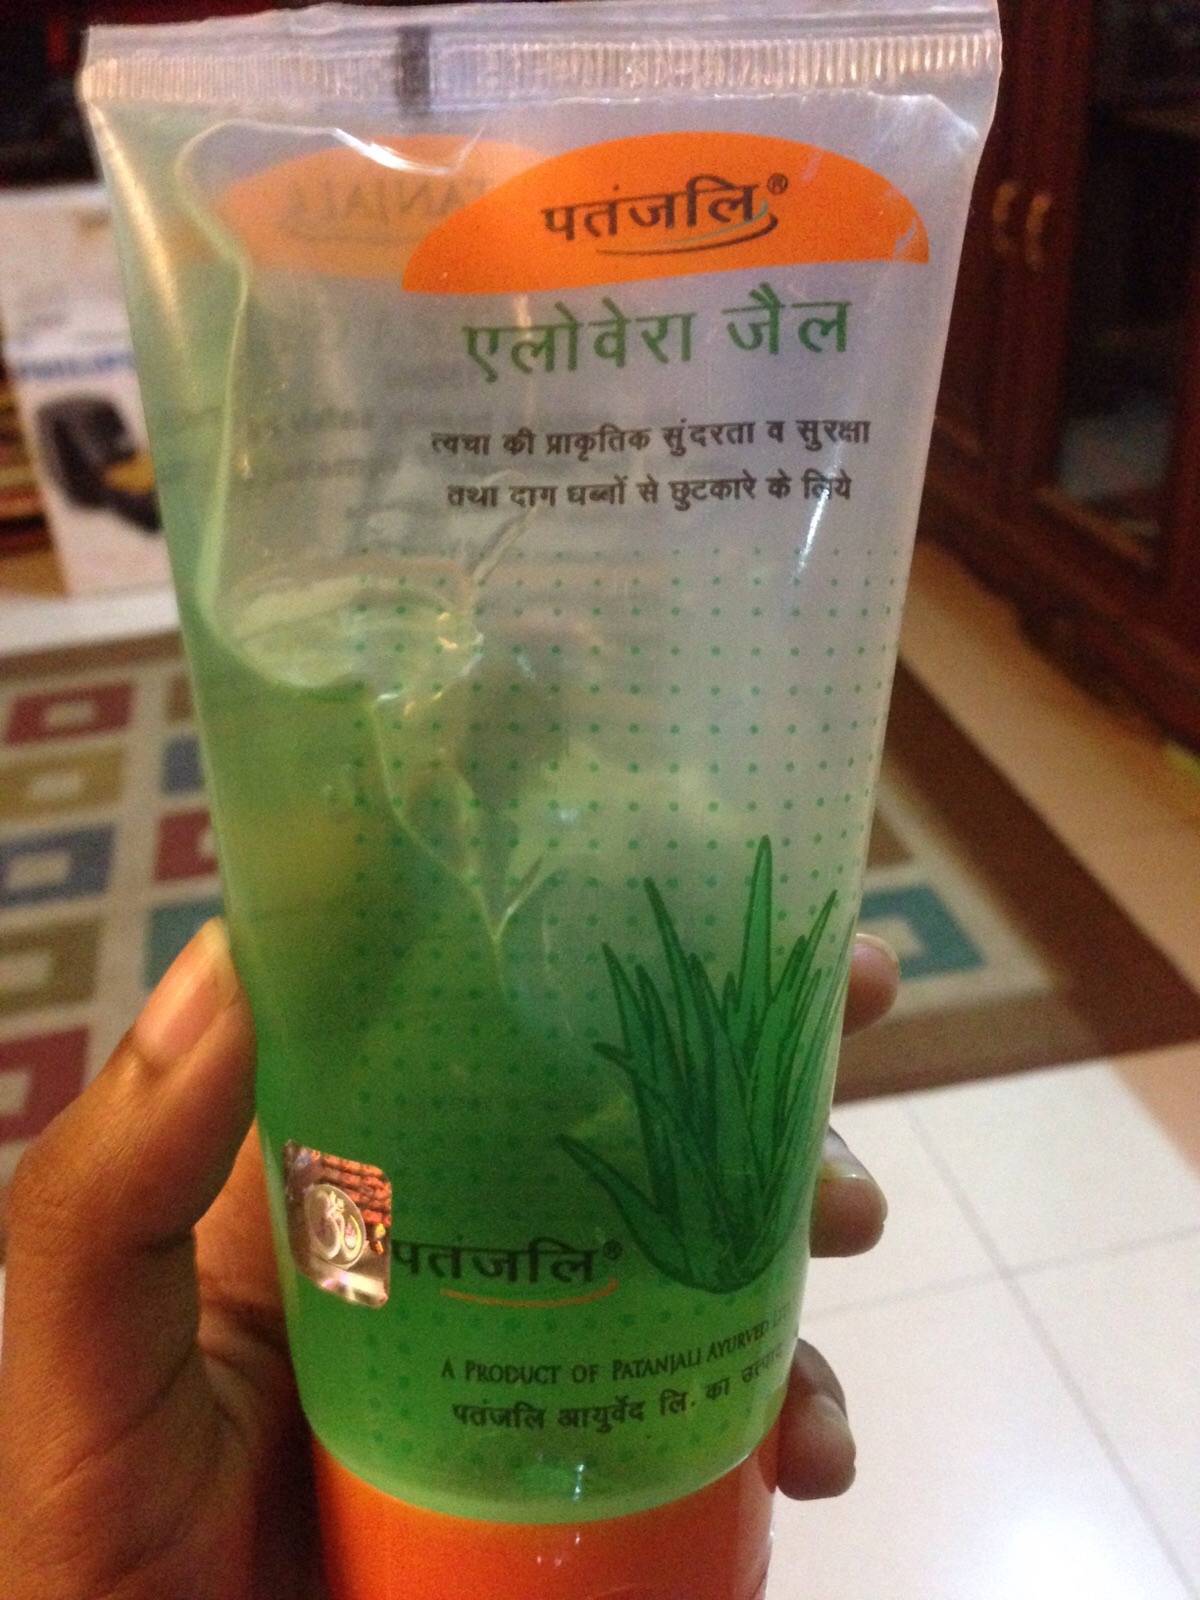 पतंजलि®
एलोवेरा जैल
त्वचा की प्राकृतिक सुंदरता व सुरक्षा
तथा दाग धब्बों से छुटकारे के लिये
पतंजलि®
A PRODUCT OF PATANJALI AYURVED
पतंजलि आयुर्वेद लि. का